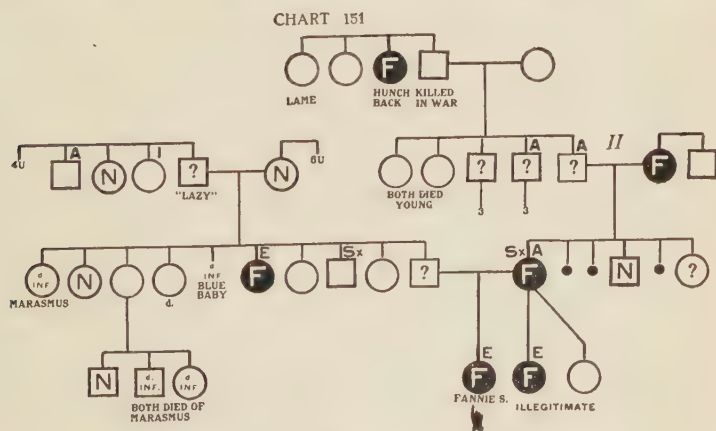 CHART 151
F
LAME
HUNCH BACK
KILLED IN WAR
4U
A
N
I
?
"LAZY"
N
6U
BOTH DIED YOUNG
?
3
A
?
3
A
?
II
F
d INF
MARASMUS
N
d.
d
INF
BLUE
BABY
E
F
Sx
?
Sx
A
F
N
?
N
d.
INF.
d
INF
BOTH DIED OF
MARASMUS
E
F
FANNIE S.
E
F
ILLEGITIMATE